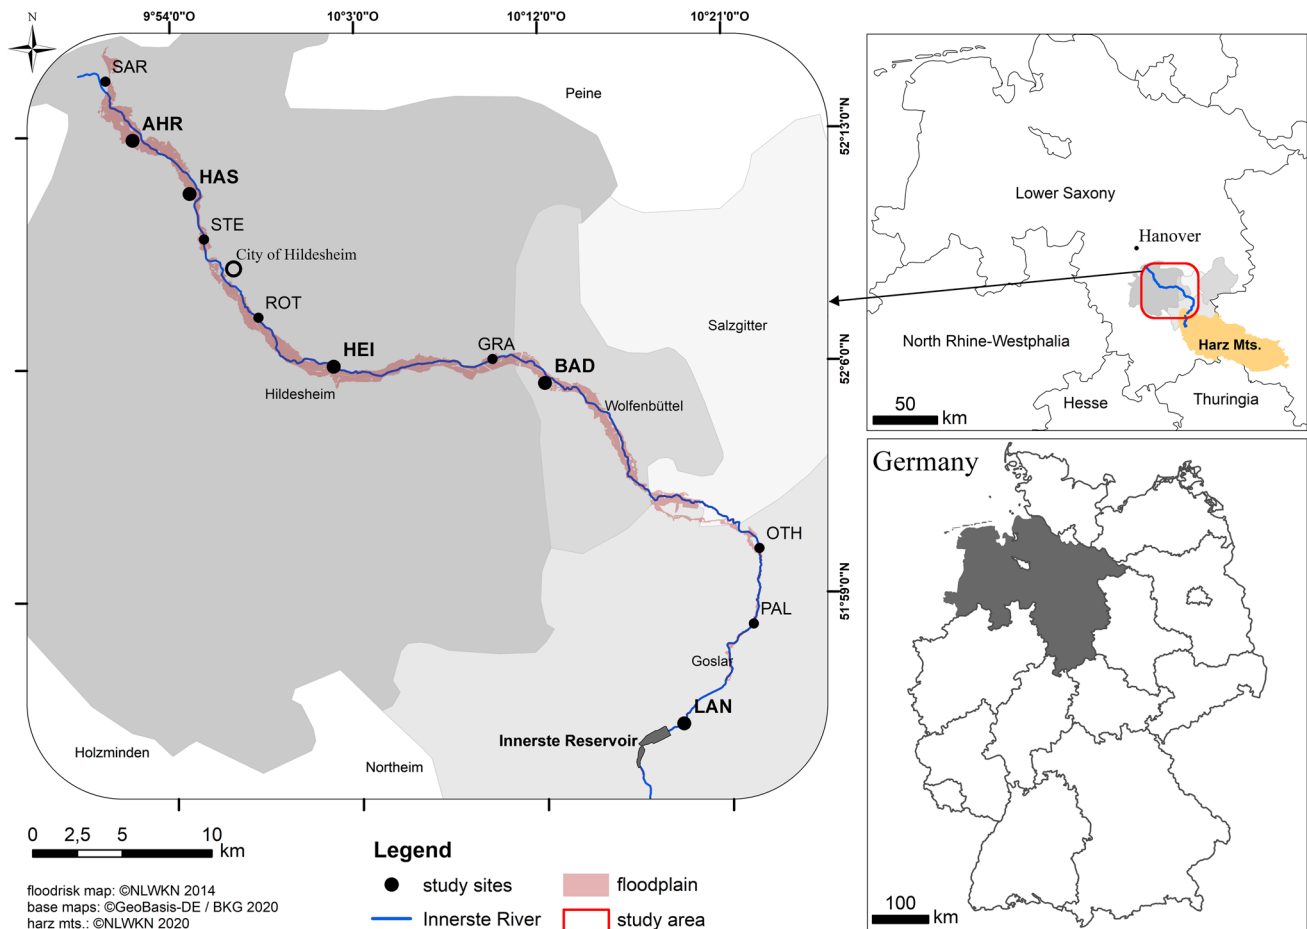 N
9°54'0"O
10°3'0"O
10°12'0"O
10°21'0"O
SAR
Peine
AHR
52°13'0"N
HAS
STE
City of Hildesheim
ROT
Salzgitter
GRA
HEI
BAD
52°6'0"N
Hildesheim
Wolfenbüttel
OTH
51°59'0"N
PAL
Goslar
LAN
Innerste Reservoir
Holzminden
Northeim
Lower Saxony
Hanover
North Rhine-Westphalia
Harz Mts.
Hesse
Thuringia
50
km
Germany
100
km
0 2,5 5 10
km
floodrisk map: ©NLWKN 2014
base maps: ©GeoBasis-DE / BKG 2020
harz mts.: ©NLWKN 2020
Legend
study sites
floodplain
Innerste River
study area